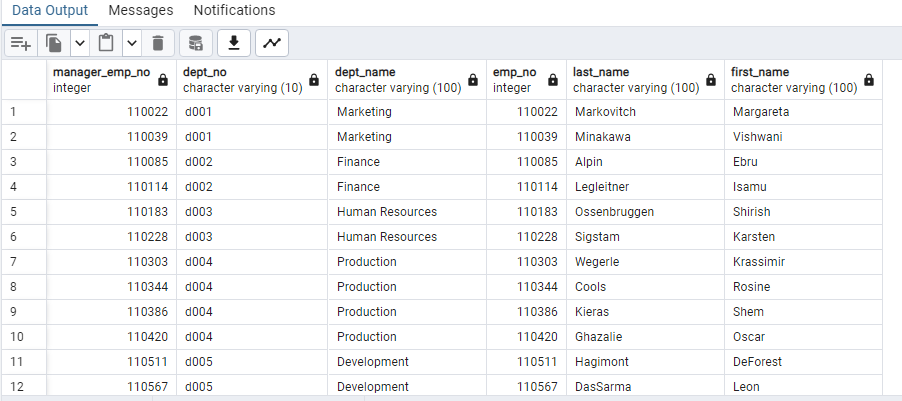 Data Output Messages Notifications
manager_emp_no dept_no dept_name emp_no last_name first_name
integer character varying (10) character varying (100) integer character varying (100) character varying (100)
1 110022 d001 Marketing 110022 Markovitch Margareta
2 110039 d001 Marketing 110039 Minakawa Vishwani
3 110085 d002 Finance 110085 Alpin Ebru
4 110114 d002 Finance 110114 Legleitner Isamu
5 110183 d003 Human Resources 110183 Ossenbruggen Shirish
6 110228 d003 Human Resources 110228 Sigstam Karsten
7 110303 d004 Production 110303 Wegerle Krassimir
8 110344 d004 Production 110344 Cools Rosine
9 110386 d004 Production 110386 Kieras Shem
10 110420 d004 Production 110420 Ghazalie Oscar
11 110511 d005 Development 110511 Hagimont DeForest
12 110567 d005 Development 110567 DasSarma Leon